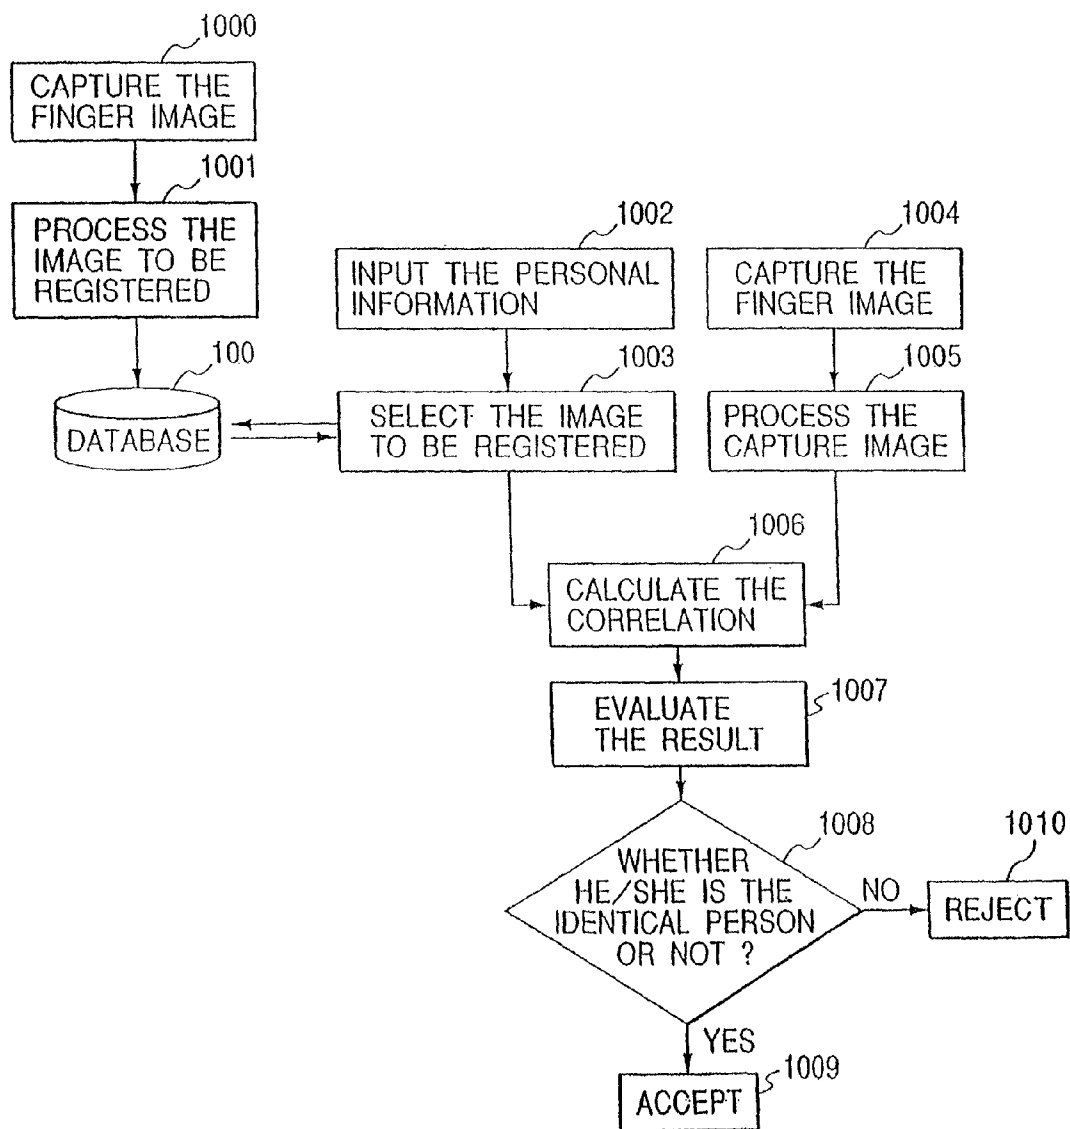 1000
CAPTURE THE
FINGER IMAGE
1001
PROCESS THE
IMAGE TO BE
REGISTERED
100
DATABASE
1002
INPUT THE PERSONAL
INFORMATION
1003
SELECT THE IMAGE
TO BE REGISTERED
1004
CAPTURE THE
FINGER IMAGE
1005
PROCESS THE
CAPTURE IMAGE
1006
CALCULATE THE
CORRELATION
1007
EVALUATE
THE RESULT
1008
WHETHER
HE/SHE IS THE
IDENTICAL PERSON
OR NOT ?
NO
1010
REJECT
YES
1009
ACCEPT